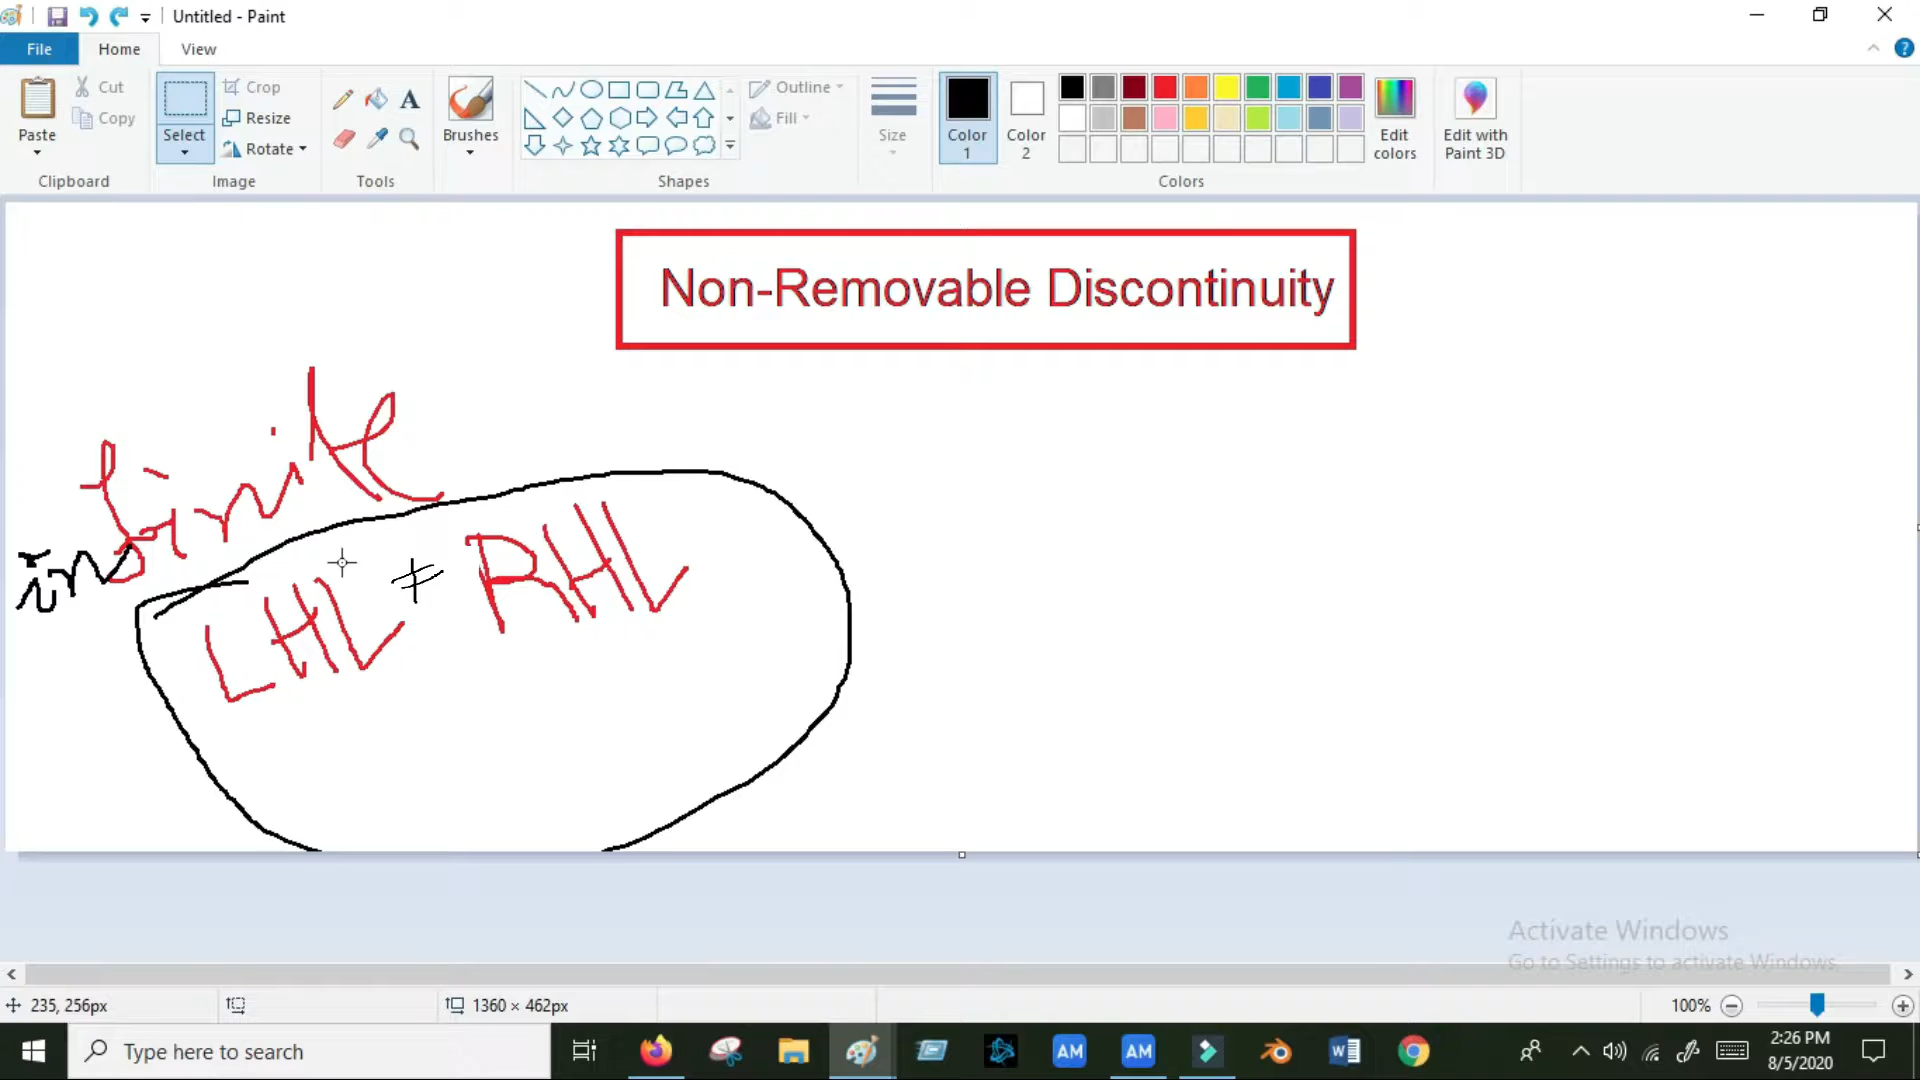 Untitled - Paint
File Home View
Paste
Cut
Copy
Clipboard
Select
Crop
Resize
Rotate
Image
Tools
Brushes
Shapes
Outline
Fill
Size
Color 1
Color 2
Colors
Edit colors
Edit with Paint 3D
Non-Removable Discontinuity
finite
in
LHL ≠ RHL
Activate Windows
Go to Settings to activate Windows.
235, 256px
1360 × 462px
100%
Type here to search
AM
AM
2:26 PM
8/5/2020